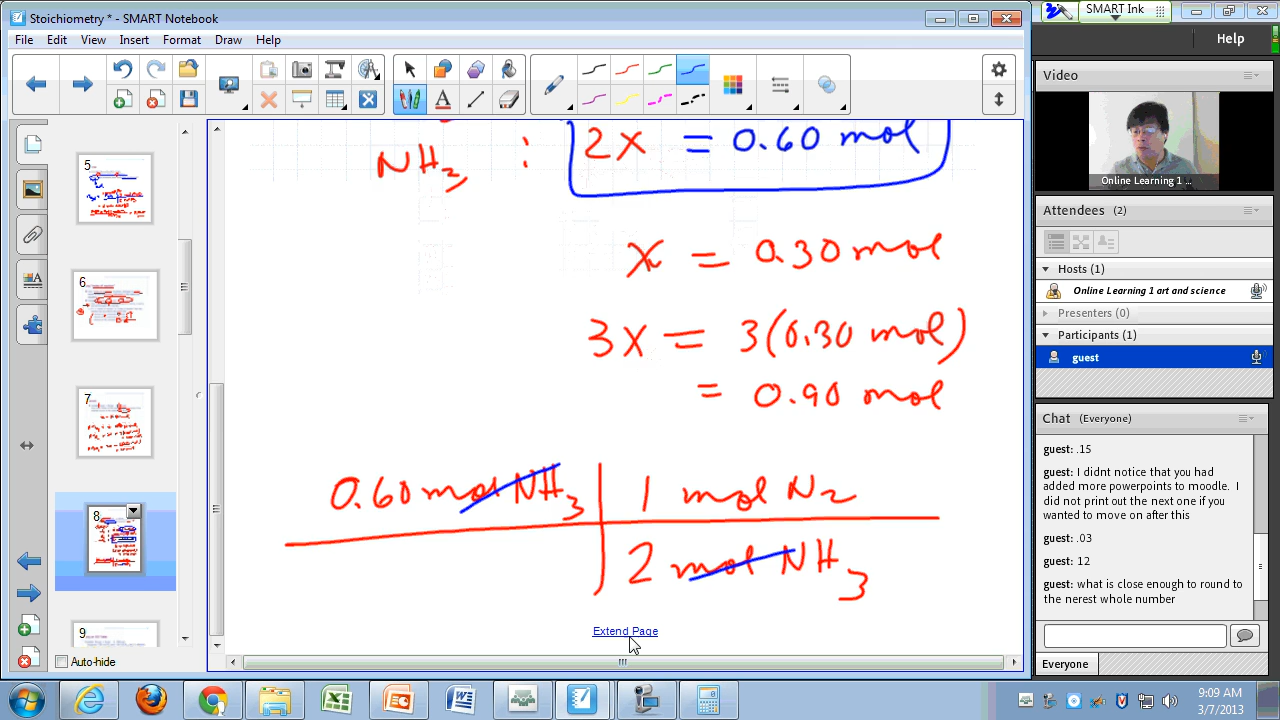 Stoichiometry * - SMART Notebook
SMART Ink
File Edit View Insert Format Draw Help
Help
Video
Online Learning 1 ...
Attendees (2)
Hosts (1)
Online Learning 1 art and science
Presenters (0)
Participants (1)
guest
Chat (Everyone)
guest: .15
guest: I didnt notice that you had
added more powerpoints to moodle. I
did not print out the next one if you
wanted to move on after this
guest: .03
guest: 12
guest: what is close enough to round to
the nerest whole number
Everyone
5
6
7
8
9
Auto-hide
NH3 : 2x = 0.60 mol
x = 0.30 mol
3x = 3(0.30 mol)
= 0.90 mol
0.60 mol NH3 | 1 mol N2
2 mol NH3
Extend Page
9:09 AM
3/7/2013